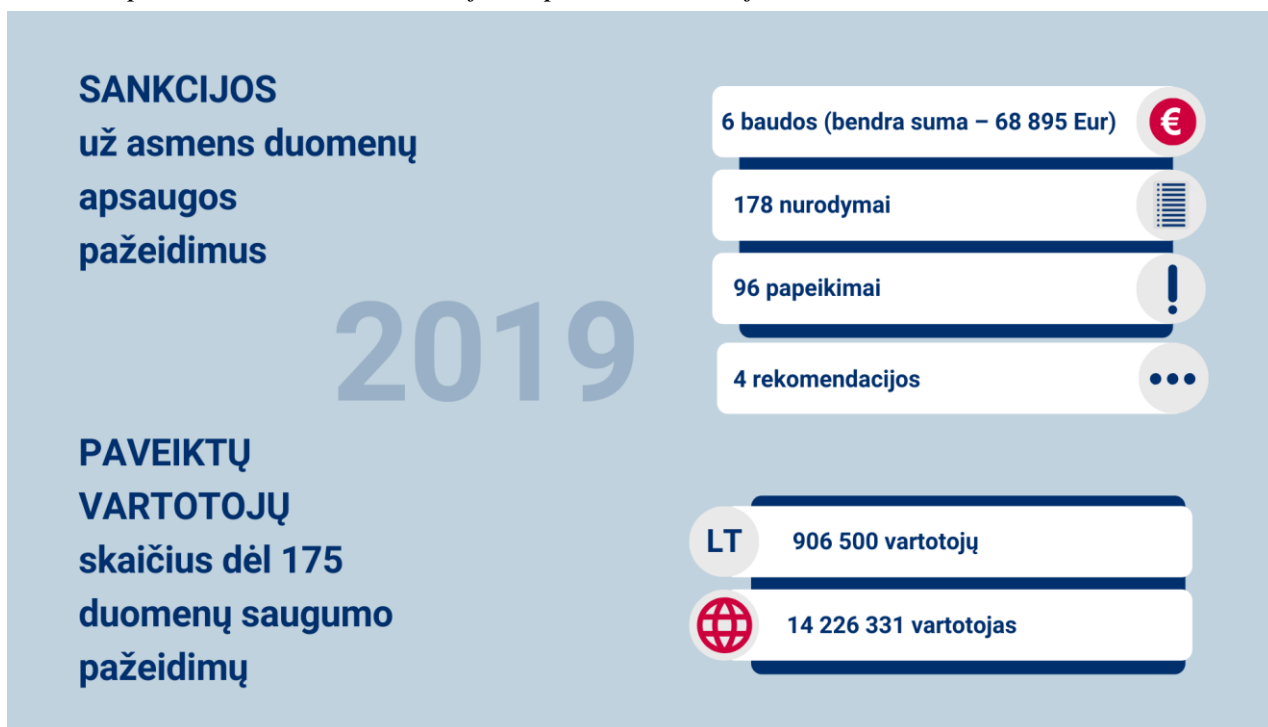 SANKCIJOS
už asmens duomenų
apsaugos
pažeidimus
6 baudos (bendra suma – 68 895 Eur)
€
178 nurodymai
96 papeikimai
!
4 rekomendacijos
2019
PAVEIKTŲ
VARTOTOJŲ
skaičius dėl 175
duomenų saugumo
pažeidimų
LT 906 500 vartotojų
14 226 331 vartotojas